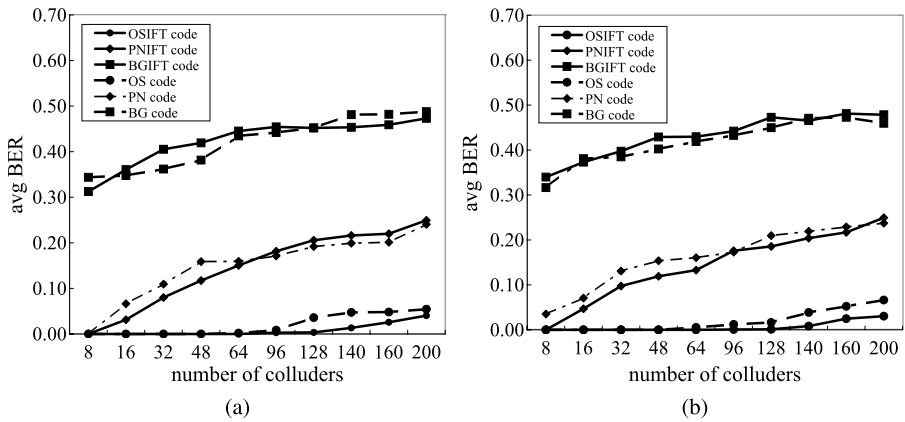 0.70
0.60
0.50
0.40
0.30
0.20
0.10
0.00
avg BER
OSIFT code
PNIFT code
BGIFT code
OS code
PN code
BG code
8 16 32 48 64 96 128 140 160 200
number of colluders
(a)
0.70
0.60
0.50
0.40
0.30
0.20
0.10
0.00
avg BER
OSIFT code
PNIFT code
BGIFT code
OS code
PN code
BG code
8 16 32 48 64 96 128 140 160 200
number of colluders
(b)